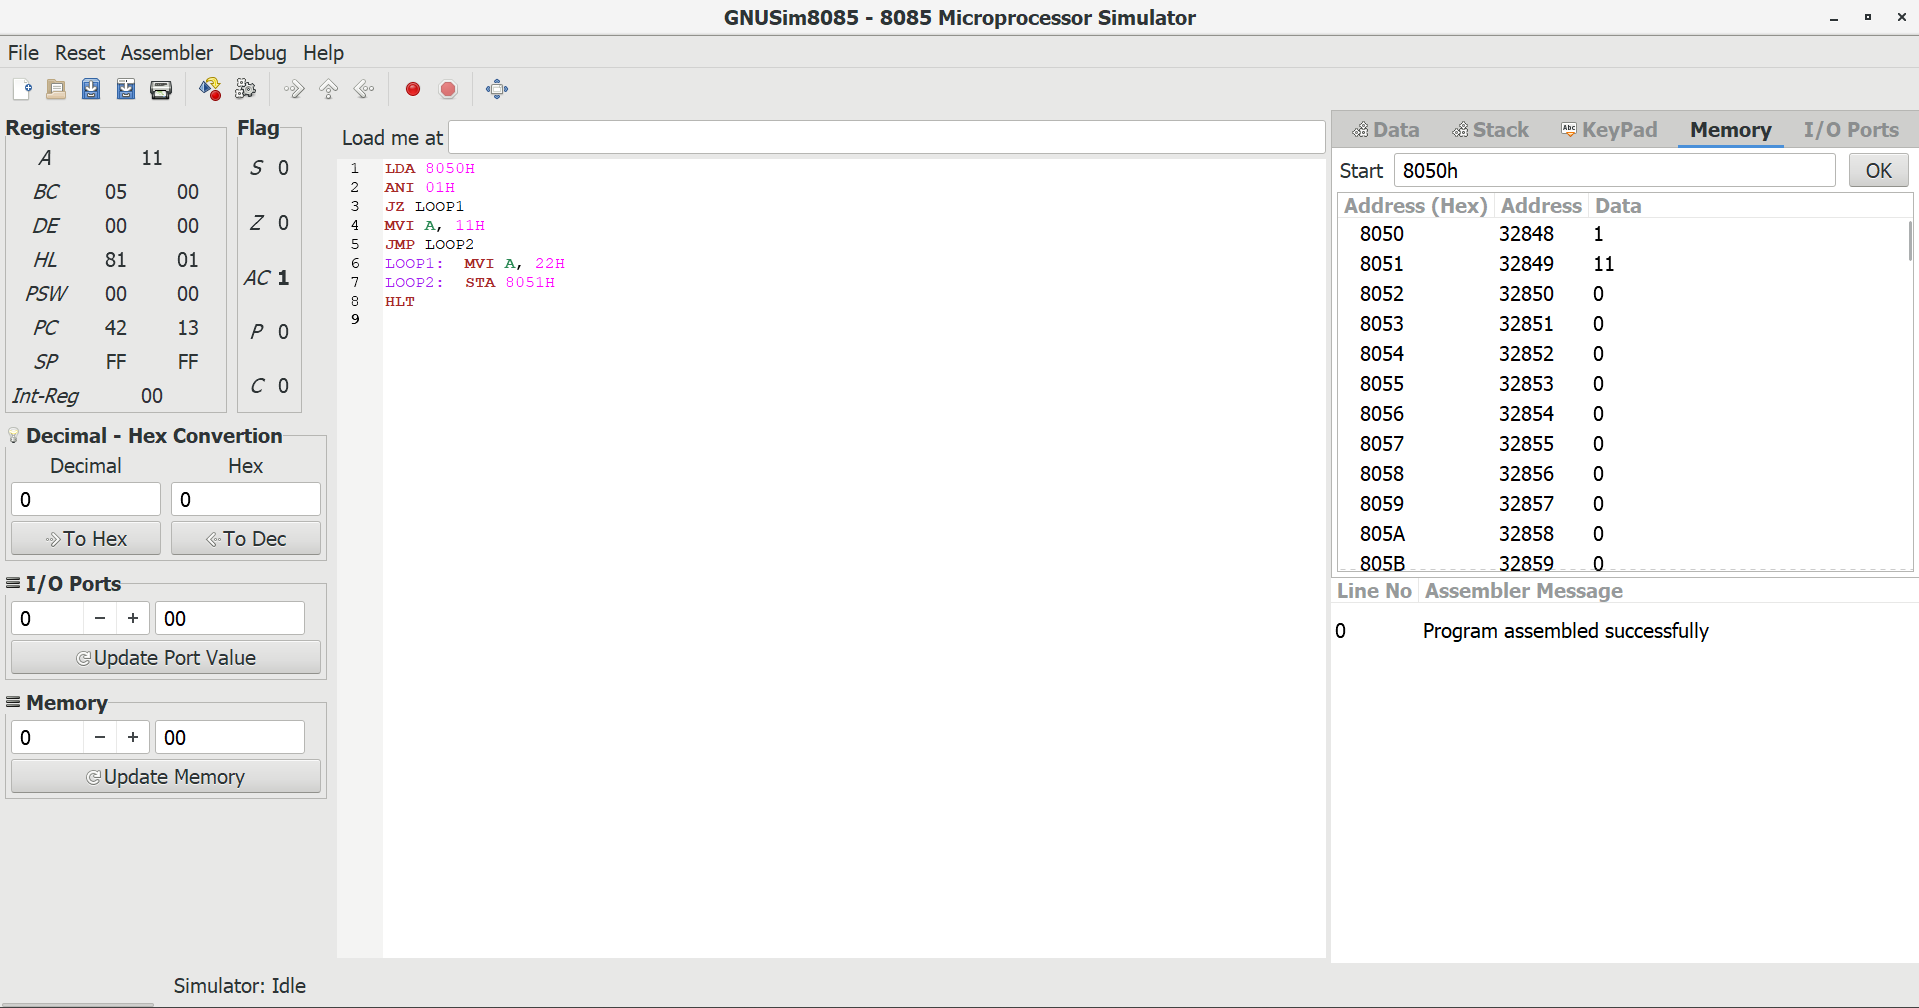 GNUSim8085 - 8085 Microprocessor Simulator
File Reset Assembler Debug Help
Registers
A 11
BC 05 00
DE 00 00
HL 81 01
PSW 00 00
PC 42 13
SP FF FF
Int-Reg 00
Flag
S 0
Z 0
AC 1
P 0
C 0
Decimal - Hex Convertion
Decimal Hex
0 0
To Hex To Dec
I/O Ports
0 − + 00
Update Port Value
Memory
0 − + 00
Update Memory
Load me at
1 LDA 8050H
2 ANI 01H
3 JZ LOOP1
4 MVI A, 11H
5 JMP LOOP2
6 LOOP1: MVI A, 22H
7 LOOP2: STA 8051H
8 HLT
9
Data Stack Abc KeyPad Memory I/O Ports
Start 8050h OK
Address (Hex) Address Data
8050 32848 1
8051 32849 11
8052 32850 0
8053 32851 0
8054 32852 0
8055 32853 0
8056 32854 0
8057 32855 0
8058 32856 0
8059 32857 0
805A 32858 0
805B 32859 0
Line No Assembler Message
0 Program assembled successfully
Simulator: Idle